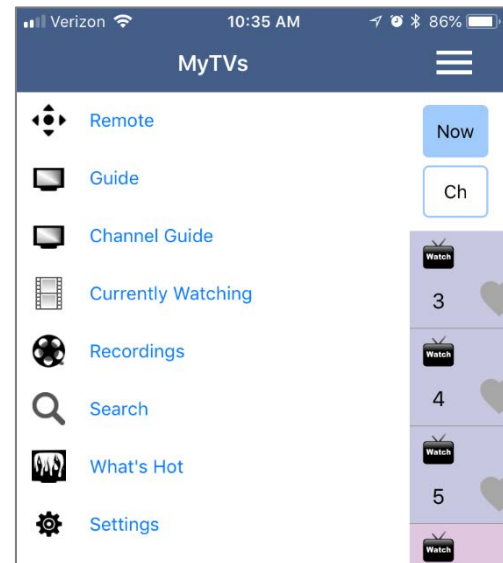 Verizon 10:35 AM 86%
MyTVs
Remote
Now
Guide
Ch
Channel Guide
Watch
Currently Watching
3
Recordings
Watch
Search
4
Watch
What's Hot
5
Settings
Watch